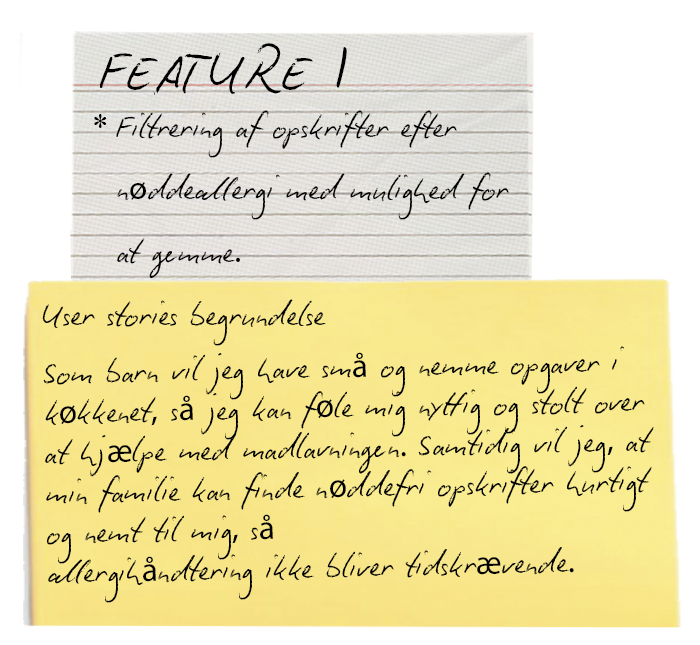 FEATURE 1
* Filtrering af opskrifter efter
nøddeallergi med mulighed for
at gemme.
User stories begrundelse
Som barn vil jeg have små og nemme opgaver i
køkkenet, så jeg kan føle mig nyttig og stolt over
at hjælpe med madlavningen. Samtidig vil jeg, at
min familie kan finde nøddefri opskrifter hurtigt
og nemt til mig, så
allergihåndtering ikke bliver tidskrævende.